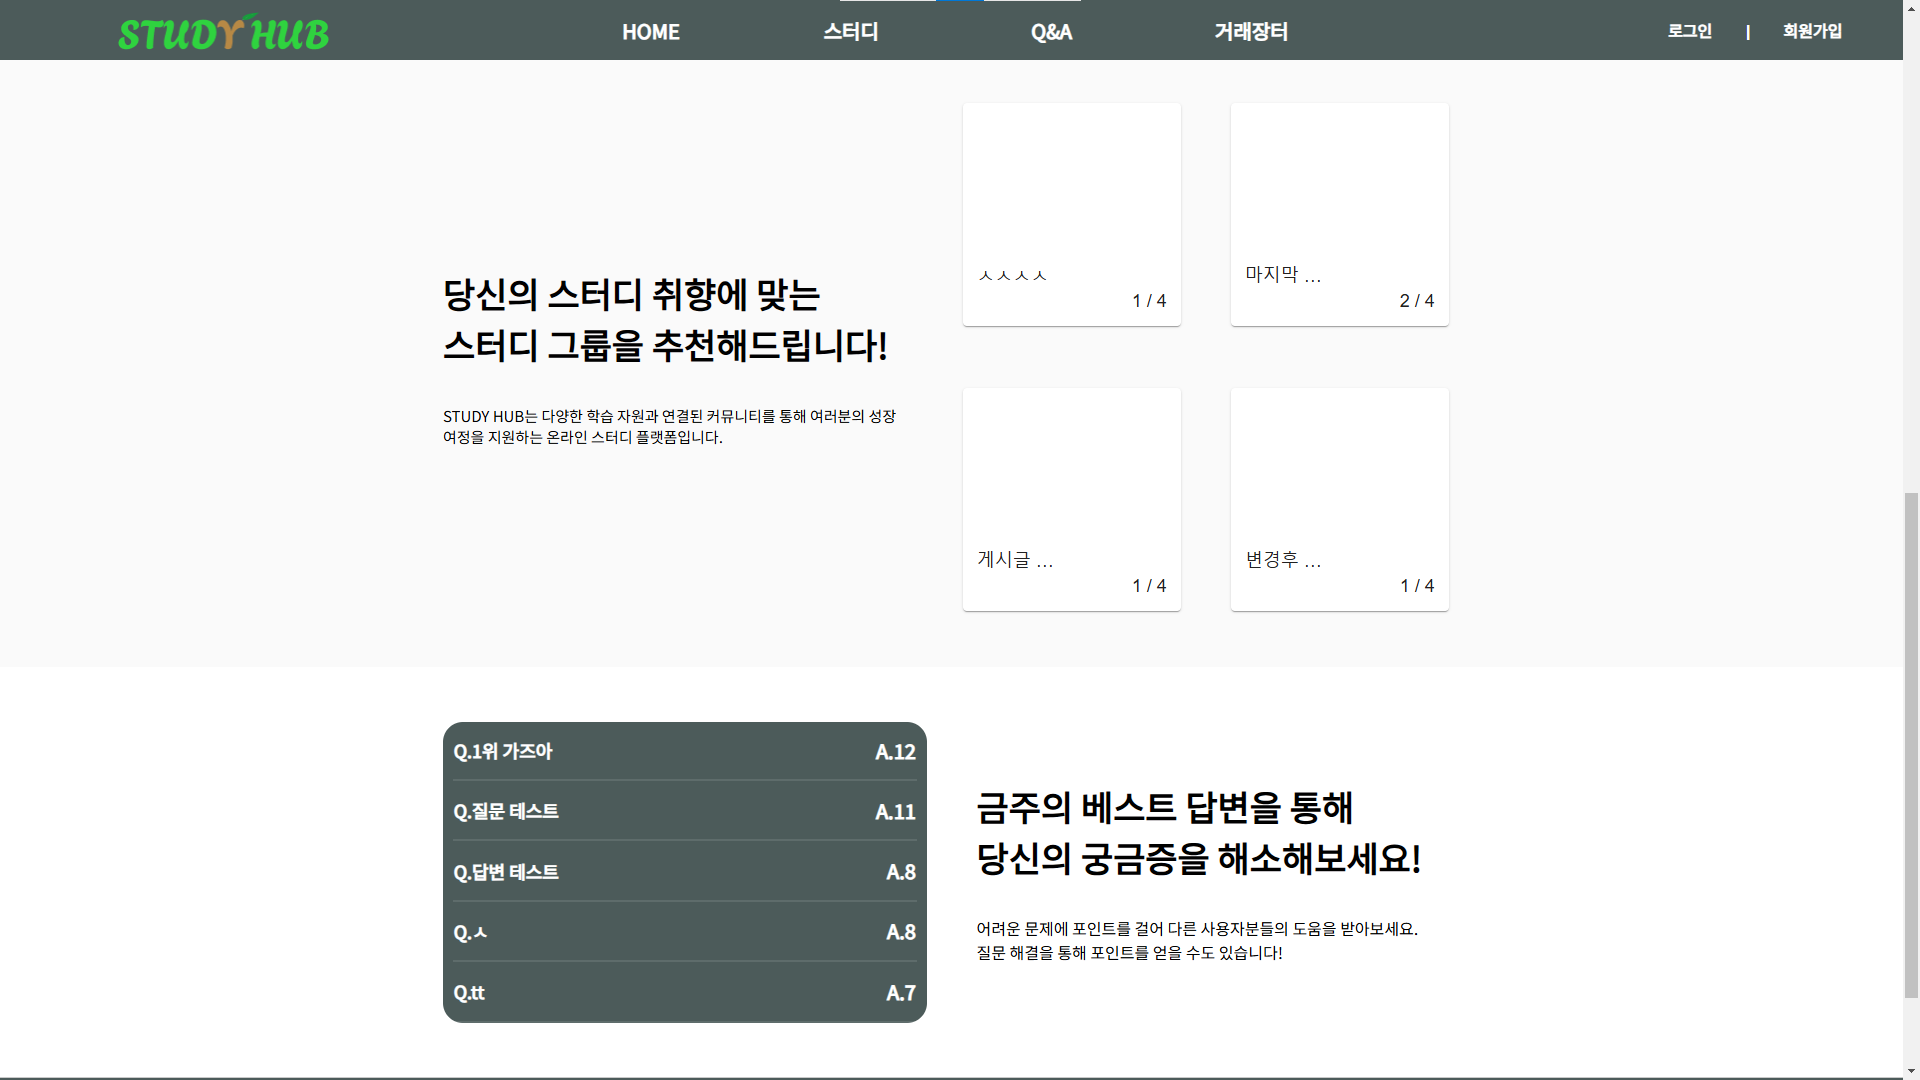 STUDY HUB
HOME
스터디
Q&A
거래장터
로그인
|
회원가입
당신의 스터디 취향에 맞는
스터디 그룹을 추천해드립니다!
STUDY HUB는 다양한 학습 자원과 연결된 커뮤니티를 통해 여러분의 성장
여정을 지원하는 온라인 스터디 플랫폼입니다.
ㅅㅅㅅㅅ
1 / 4
마지막 ...
2 / 4
게시글 ...
1 / 4
변경후 ...
1 / 4
Q.1위 가즈아 A.12
Q.질문 테스트 A.11
Q.답변 테스트 A.8
Q.ㅅ A.8
Q.tt A.7
금주의 베스트 답변을 통해
당신의 궁금증을 해소해보세요!
어려운 문제에 포인트를 걸어 다른 사용자분들의 도움을 받아보세요.
질문 해결을 통해 포인트를 얻을 수도 있습니다!